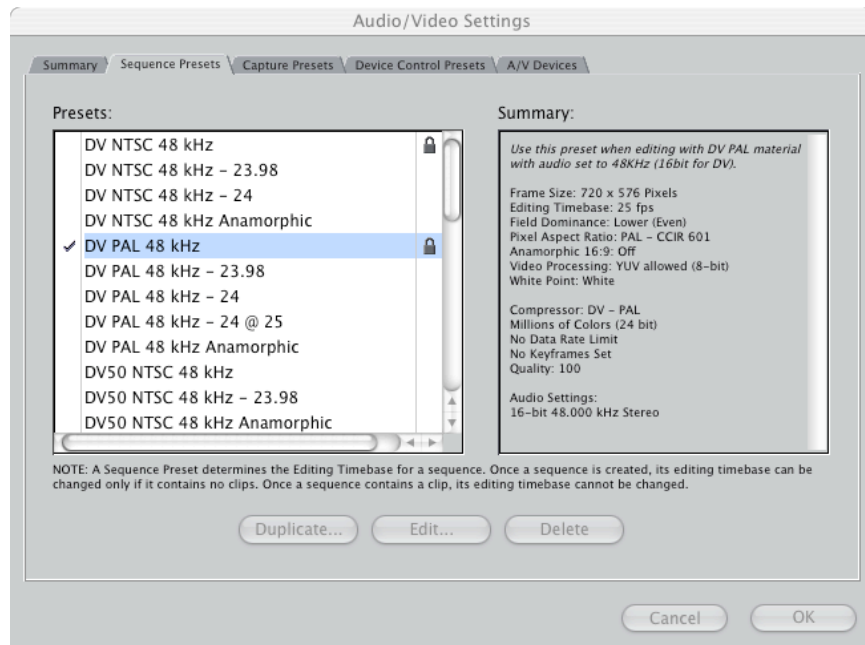 Audio/Video Settings
Summary
Sequence Presets
Capture Presets
Device Control Presets
A/V Devices
Presets:
DV NTSC 48 kHz
DV NTSC 48 kHz – 23.98
DV NTSC 48 kHz – 24
DV NTSC 48 kHz Anamorphic
DV PAL 48 kHz
DV PAL 48 kHz – 23.98
DV PAL 48 kHz – 24
DV PAL 48 kHz – 24 @ 25
DV PAL 48 kHz Anamorphic
DV50 NTSC 48 kHz
DV50 NTSC 48 kHz – 23.98
DV50 NTSC 48 kHz Anamorphic
Summary:
Use this preset when editing with DV PAL material
with audio set to 48KHz (16bit for DV).
Frame Size: 720 x 576 Pixels
Editing Timebase: 25 fps
Field Dominance: Lower (Even)
Pixel Aspect Ratio: PAL – CCIR 601
Anamorphic 16:9: Off
Video Processing: YUV allowed (8-bit)
White Point: White
Compressor: DV – PAL
Millions of Colors (24 bit)
No Data Rate Limit
No Keyframes Set
Quality: 100
Audio Settings:
16-bit 48.000 kHz Stereo
NOTE: A Sequence Preset determines the Editing Timebase for a sequence. Once a sequence is created, its editing timebase can be
changed only if it contains no clips. Once a sequence contains a clip, its editing timebase cannot be changed.
Duplicate...
Edit...
Delete
Cancel
OK